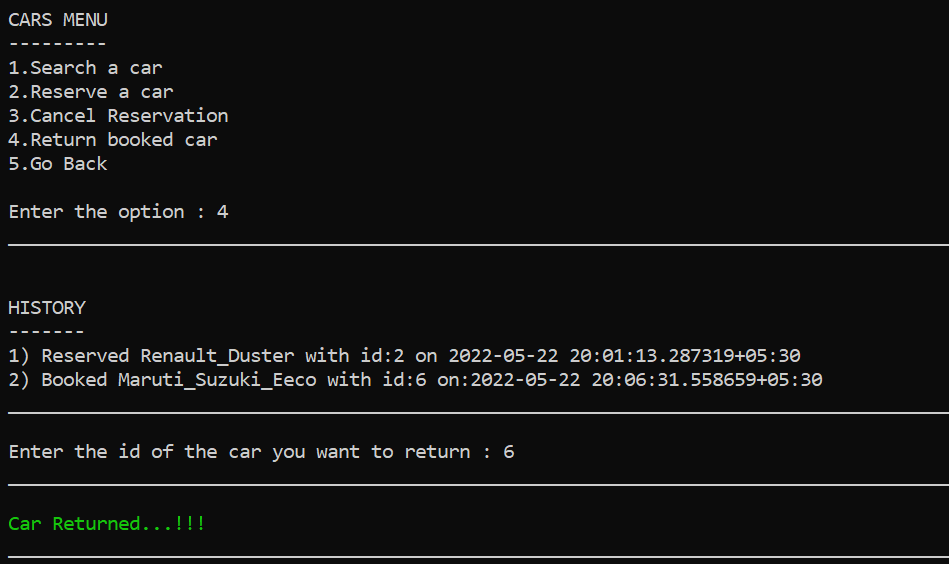 CARS MENU
---------
1.Search a car
2.Reserve a car
3.Cancel Reservation
4.Return booked car
5.Go Back
Enter the option : 4
HISTORY
-------
1) Reserved Renault_Duster with id:2 on 2022-05-22 20:01:13.287319+05:30
2) Booked Maruti_Suzuki_Eeco with id:6 on:2022-05-22 20:06:31.558659+05:30
Enter the id of the car you want to return : 6
Car Returned...!!!